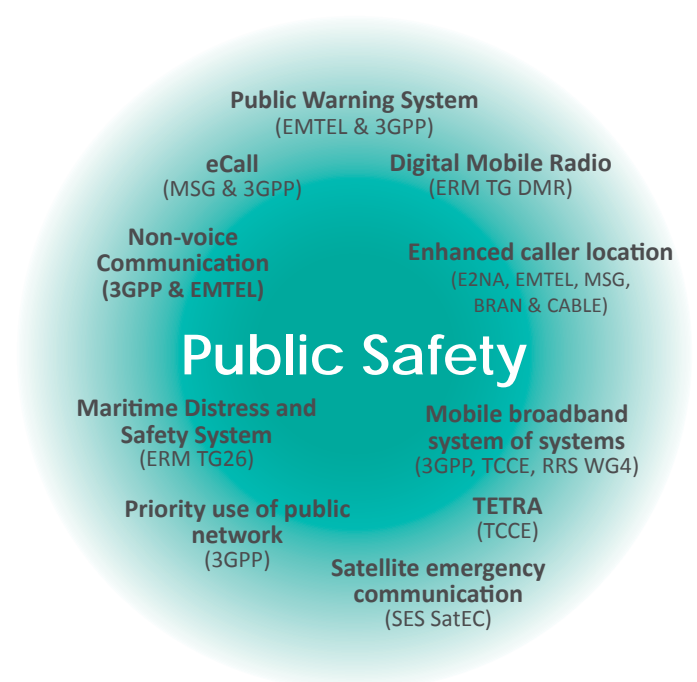 Public Warning System
(EMTEL & 3GPP)
eCall
(MSG & 3GPP)
Digital Mobile Radio
(ERM TG DMR)
Non-voice
Communication
(3GPP & EMTEL)
Enhanced caller location
(E2NA, EMTEL, MSG,
BRAN & CABLE)
Public Safety
Maritime Distress and
Safety System
(ERM TG26)
Mobile broadband
system of systems
(3GPP, TCCE, RRS WG4)
Priority use of public
network
(3GPP)
TETRA
(TCCE)
Satellite emergency
communication
(SES SatEC)